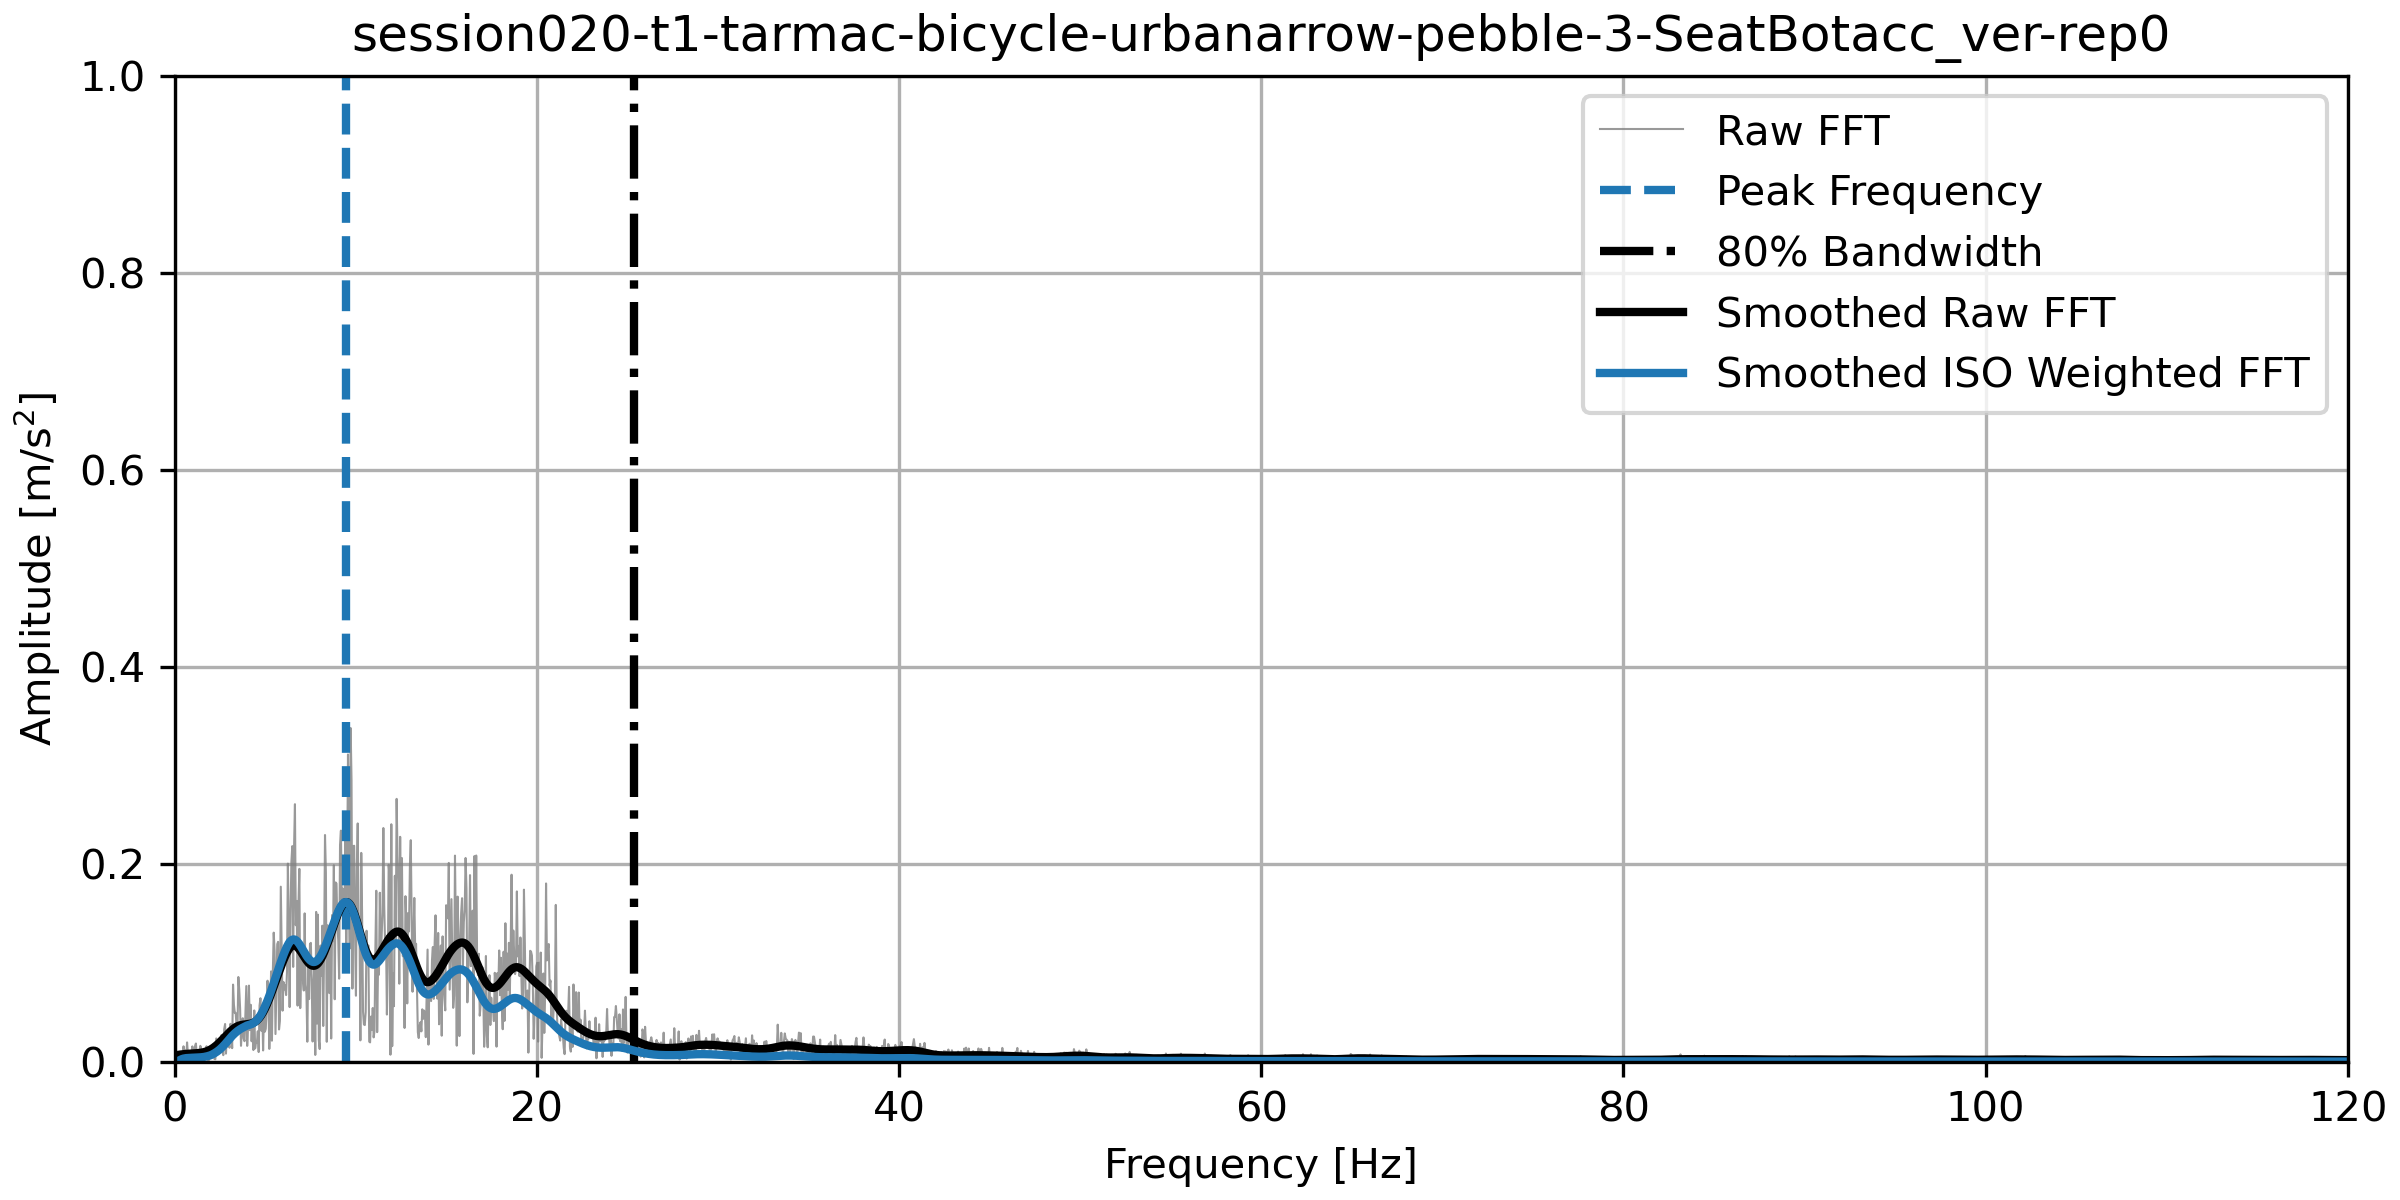 session020-t1-tarmac-bicycle-urbanarrow-pebble-3-SeatBotacc_ver-rep0
1.0
0.8
0.6
0.4
0.2
0.0
Amplitude [m/s²]
Raw FFT
Peak Frequency
80% Bandwidth
Smoothed Raw FFT
Smoothed ISO Weighted FFT
0 20 40 60 80 100 120
Frequency [Hz]